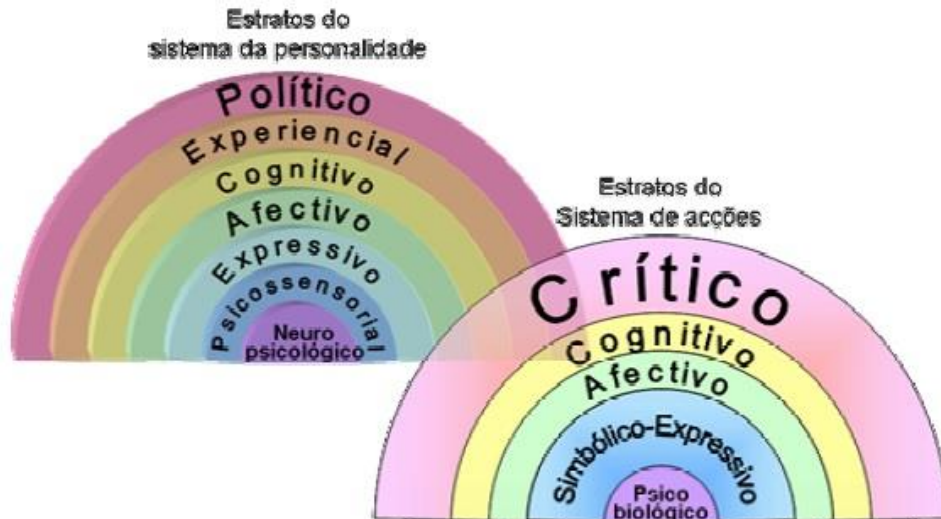 Estratos do
sistema da personalidade
Político
Experiencial
Cognitivo
Afectivo
Expressivo
Psicossensorial
Neuro
psicológico
Estratos do
Sistema de acções
Crítico
Cognitivo
Afectivo
Simbólico-Expressivo
Psico
biológico